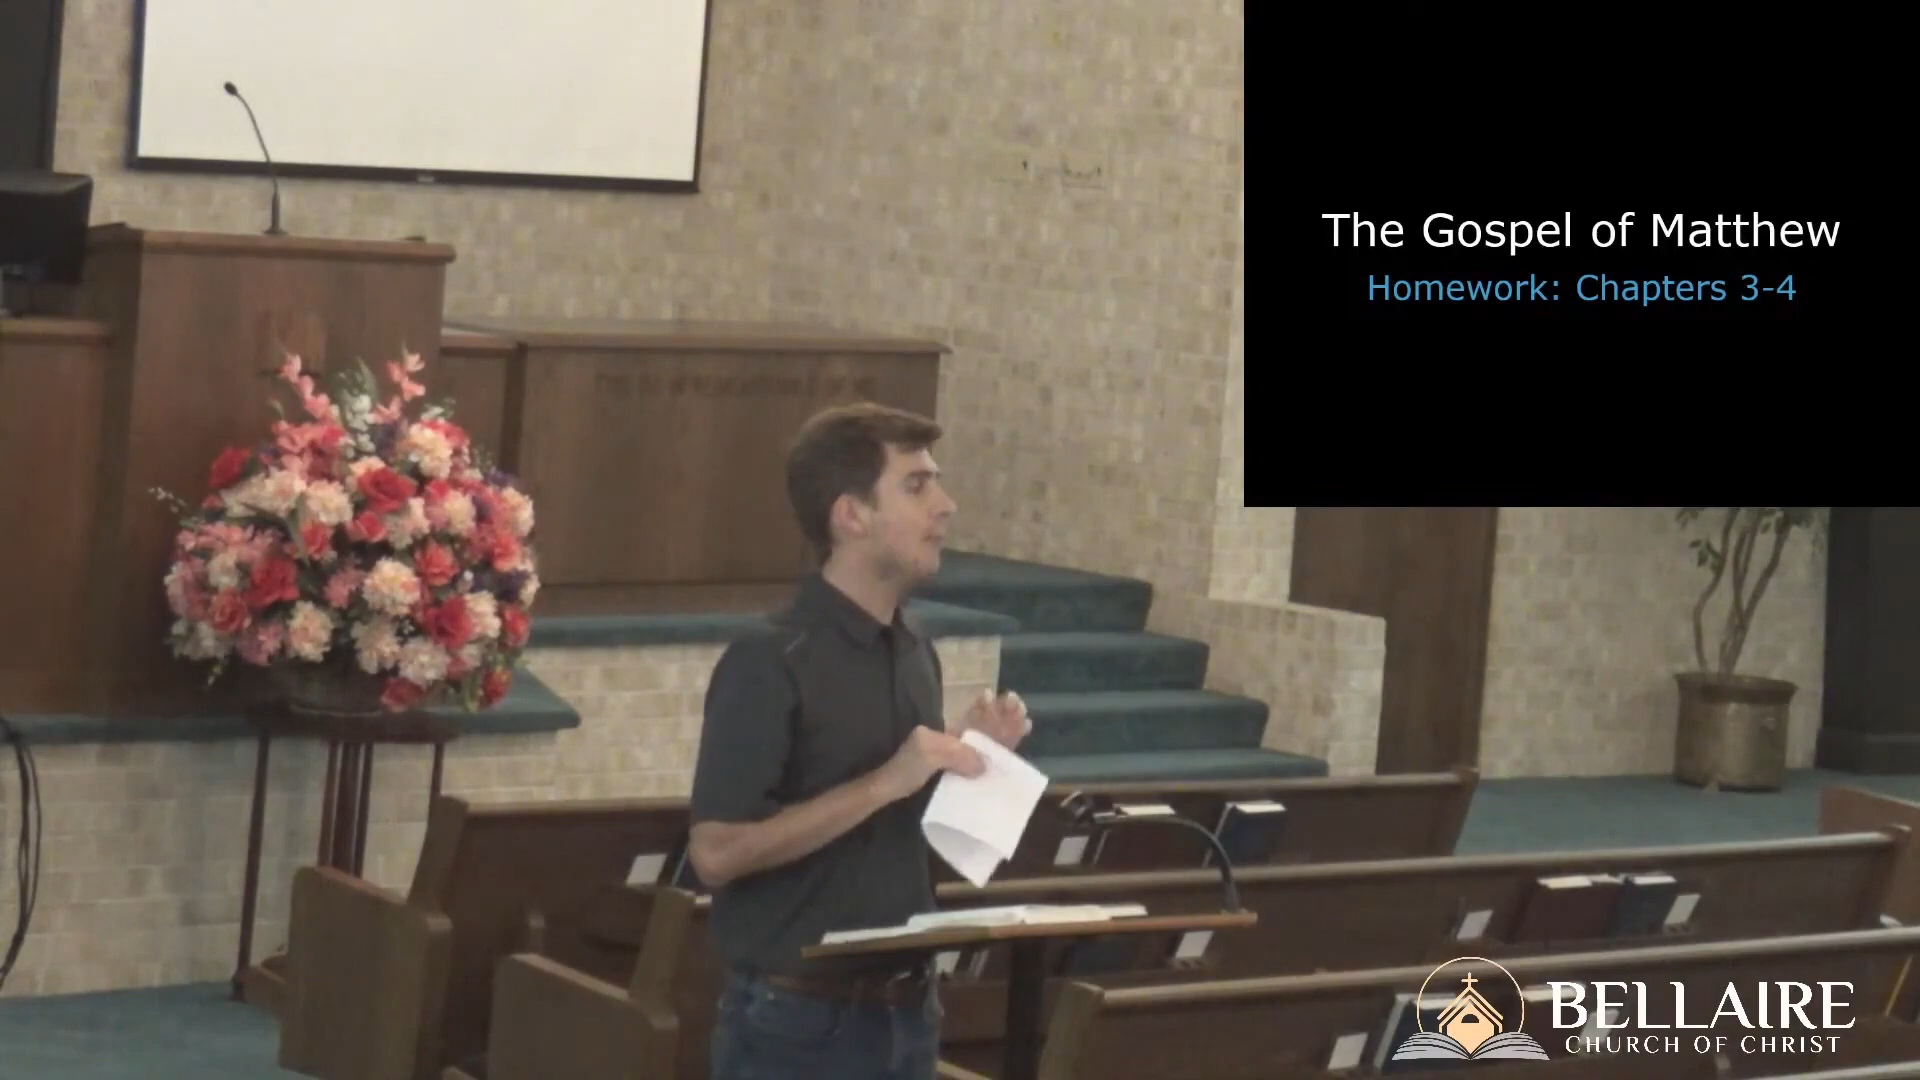 The Gospel of Matthew
Homework: Chapters 3-4
BELLAIRE
CHURCH OF CHRIST